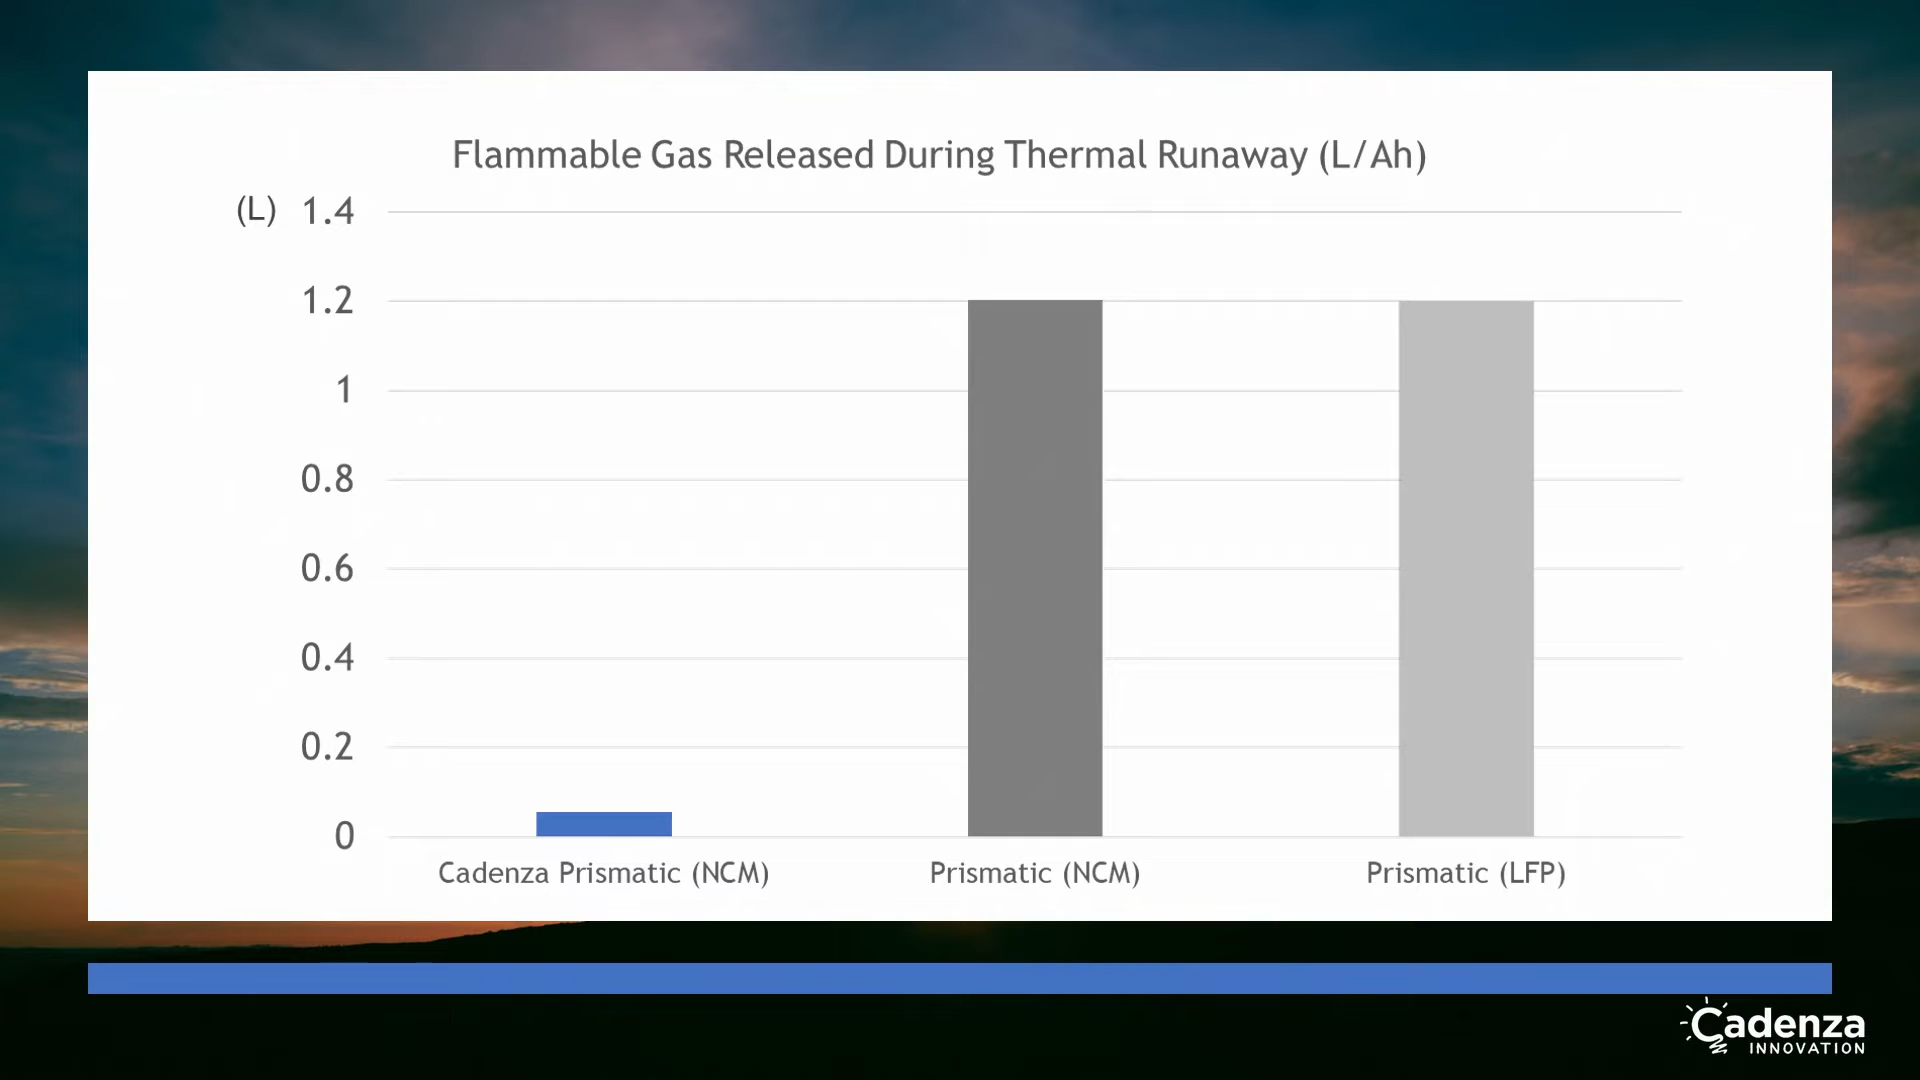 Flammable Gas Released During Thermal Runaway (L/Ah)
(L) 1.4
1.2
1
0.8
0.6
0.4
0.2
0
Cadenza Prismatic (NCM) Prismatic (NCM) Prismatic (LFP)
Cadenza
INNOVATION